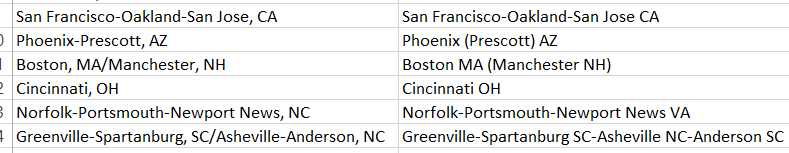 San Francisco-Oakland-San Jose, CA San Francisco-Oakland-San Jose CA
0 Phoenix-Prescott, AZ Phoenix (Prescott) AZ
1 Boston, MA/Manchester, NH Boston MA (Manchester NH)
2 Cincinnati, OH Cincinnati OH
3 Norfolk-Portsmouth-Newport News, NC Norfolk-Portsmouth-Newport News VA
4 Greenville-Spartanburg, SC/Asheville-Anderson, NC Greenville-Spartanburg SC-Asheville NC-Anderson SC